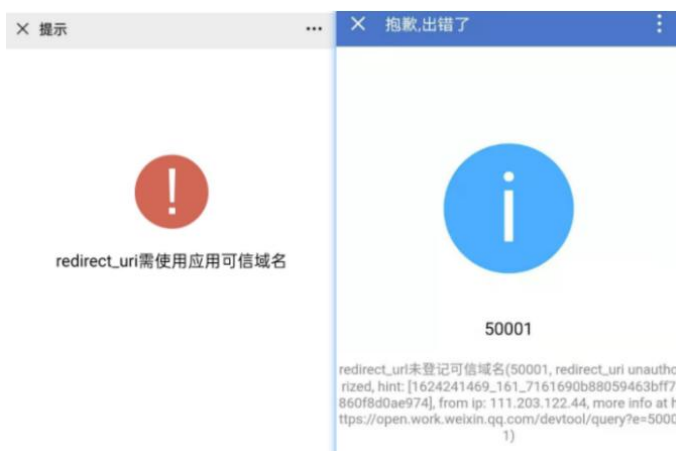 提示
redirect_uri需使用应用可信域名
抱歉,出错了
50001
redirect_url未登记可信域名(50001, redirect_uri unautho
rized, hint: [1624241469_161_7161690b88059463bff7
860f8d0ae974], from ip: 111.203.122.44, more info at h
ttps://open.work.weixin.qq.com/devtool/query?e=5000
1)